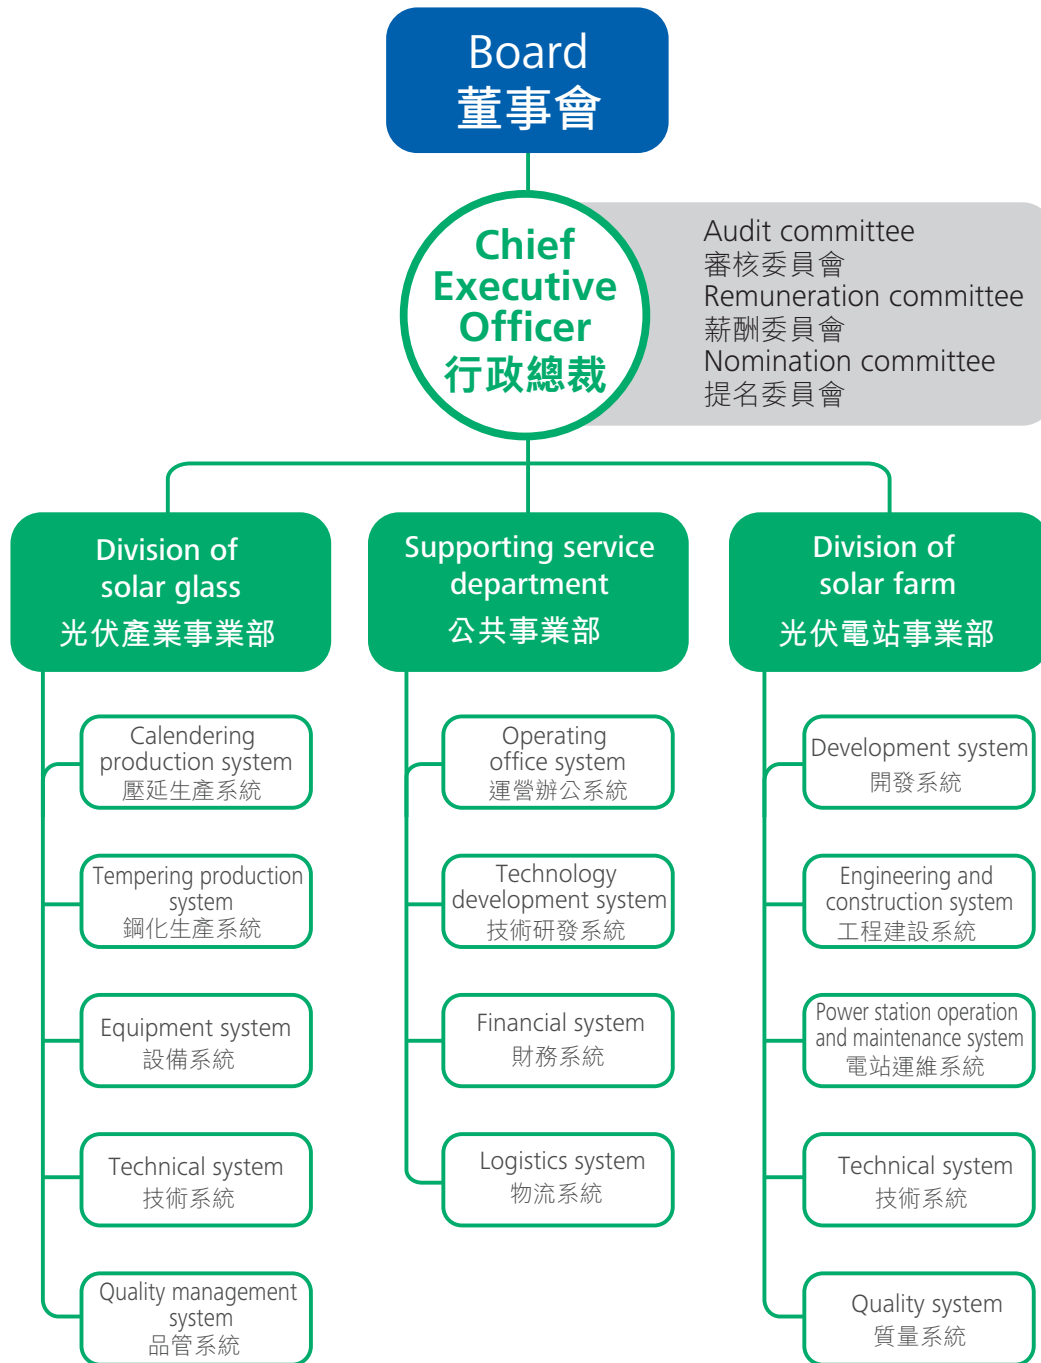 Board
董事會
Chief
Executive
Officer
行政總裁
Audit committee
審核委員會
Remuneration committee
薪酬委員會
Nomination committee
提名委員會
Division of
solar glass
光伏產業事業部
Calendering
production system
壓延生產系統
Tempering production
system
鋼化生產系統
Equipment system
設備系統
Technical system
技術系統
Quality management
system
品管系統
Supporting service
department
公共事業部
Operating
office system
運營辦公系統
Technology
development system
技術研發系統
Financial system
財務系統
Logistics system
物流系統
Division of
solar farm
光伏電站事業部
Development system
開發系統
Engineering and
construction system
工程建設系統
Power station operation
and maintenance system
電站運維系統
Technical system
技術系統
Quality system
質量系統